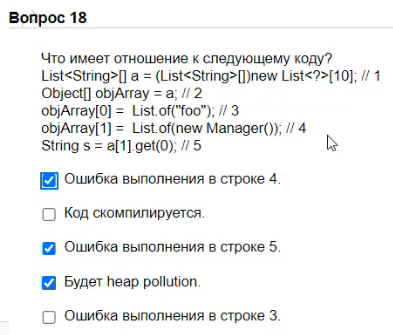 Вопрос 18
Что имеет отношение к следующему коду?
List<String>[] a = (List<String>[])new List<?>[10]; // 1
Object[] objArray = a; // 2
objArray[0] = List.of("foo"); // 3
objArray[1] = List.of(new Manager()); // 4
String s = a[1].get(0); // 5
Ошибка выполнения в строке 4.
Код скомпилируется.
Ошибка выполнения в строке 5.
Будет heap pollution.
Ошибка выполнения в строке 3.